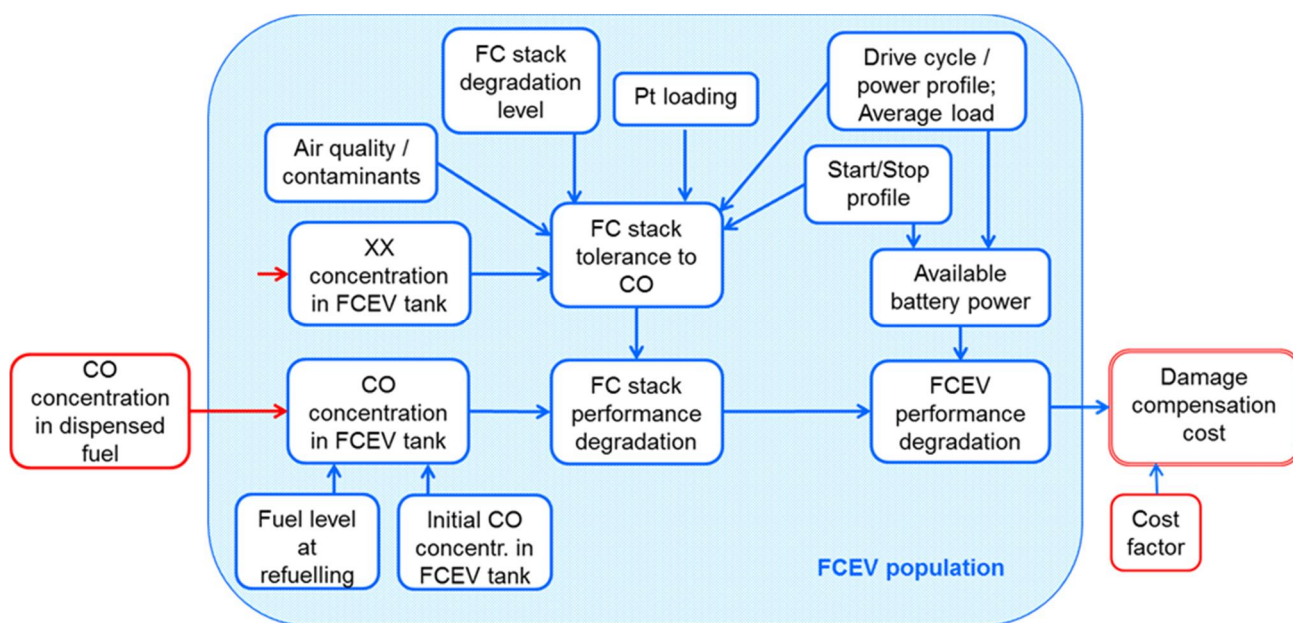 FC stack
degradation
level
Pt loading
Drive cycle /
power profile;
Average load
Air quality /
contaminants
Start/Stop
profile
XX
concentration
in FCEV tank
FC stack
tolerance to
CO
Available
battery power
CO
concentration
in dispensed
fuel
CO
concentration
in FCEV tank
FC stack
performance
degradation
FCEV
performance
degradation
Damage
compensation
cost
Fuel level
at
refuelling
Initial CO
concentr. in
FCEV tank
FCEV population
Cost
factor